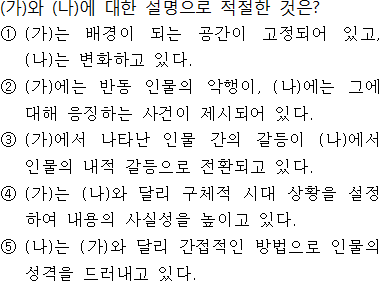 (가)와 (나)에 대한 설명으로 적절한 것은?
① (가)는 배경이 되는 공간이 고정되어 있고,
(나)는 변화하고 있다.
② (가)에는 반동 인물의 악행이, (나)에는 그에
대해 응징하는 사건이 제시되어 있다.
③ (가)에서 나타난 인물 간의 갈등이 (나)에서
인물의 내적 갈등으로 전환되고 있다.
④ (가)는 (나)와 달리 구체적 시대 상황을 설정
하여 내용의 사실성을 높이고 있다.
⑤ (나)는 (가)와 달리 간접적인 방법으로 인물의
성격을 드러내고 있다.